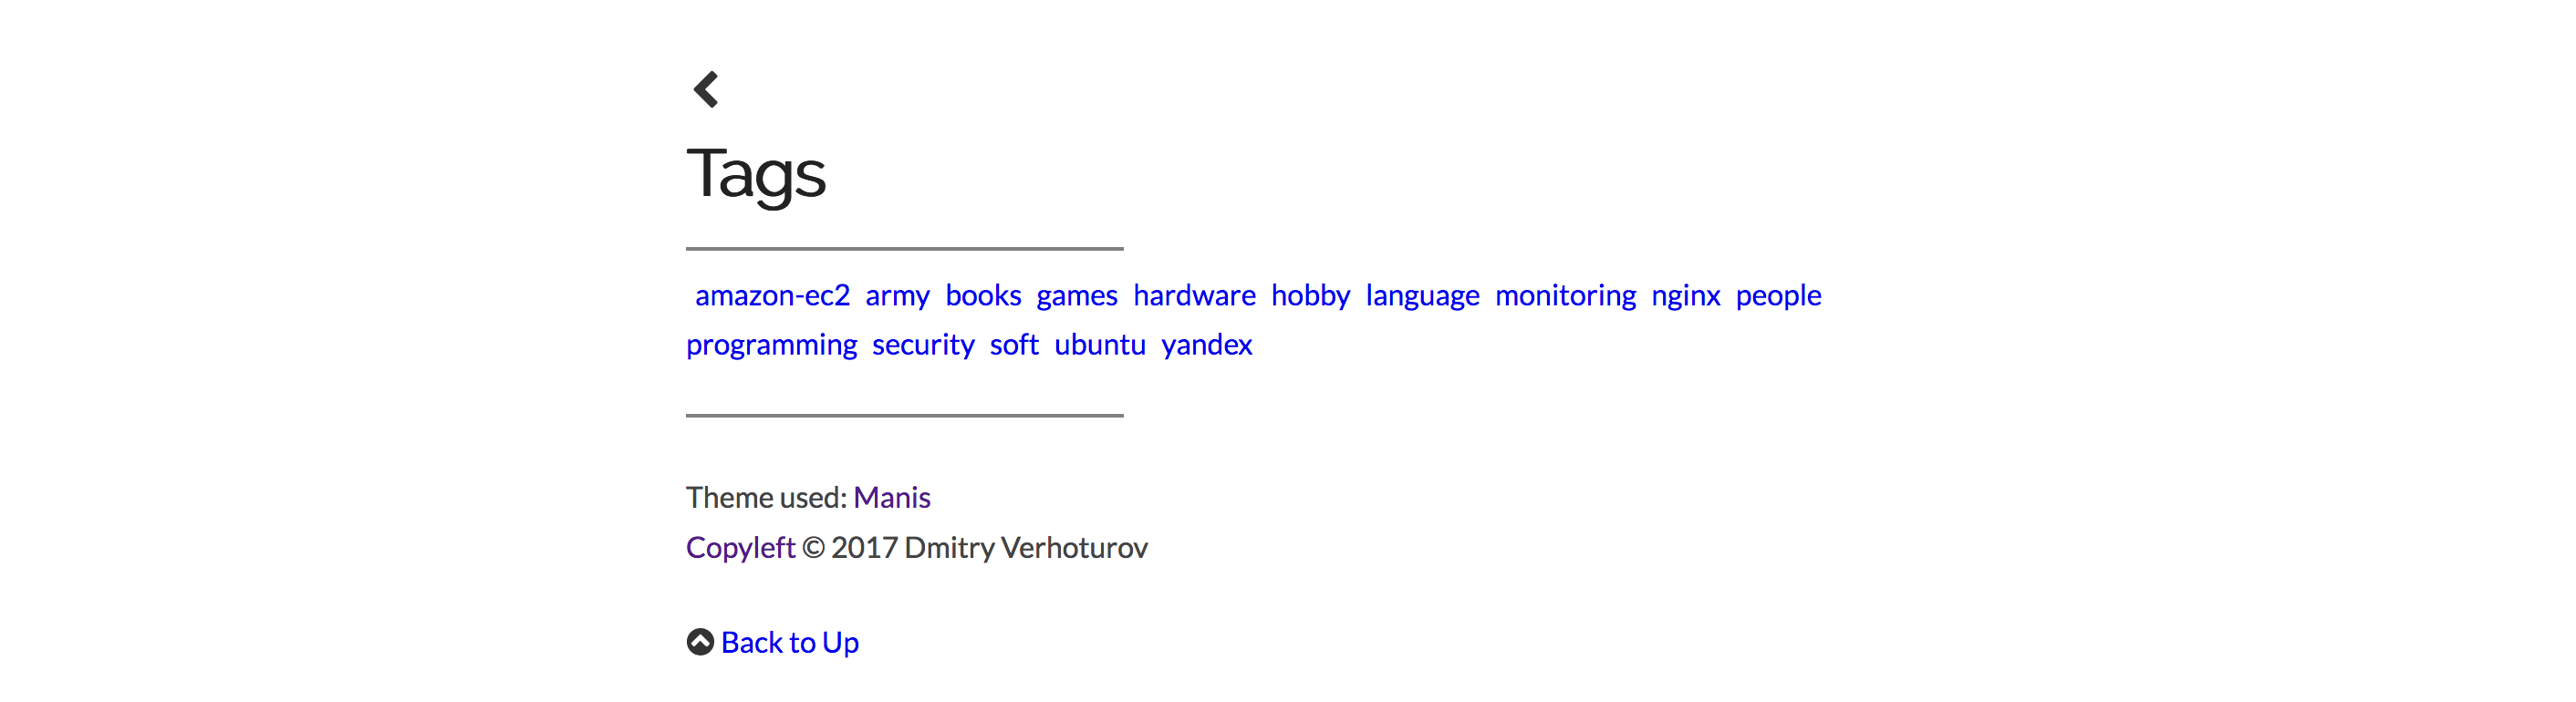 Tags
amazon-ec2 army books games hardware hobby language monitoring nginx people
programming security soft ubuntu yandex
Theme used: Manis
Copyleft © 2017 Dmitry Verhoturov
Back to Up